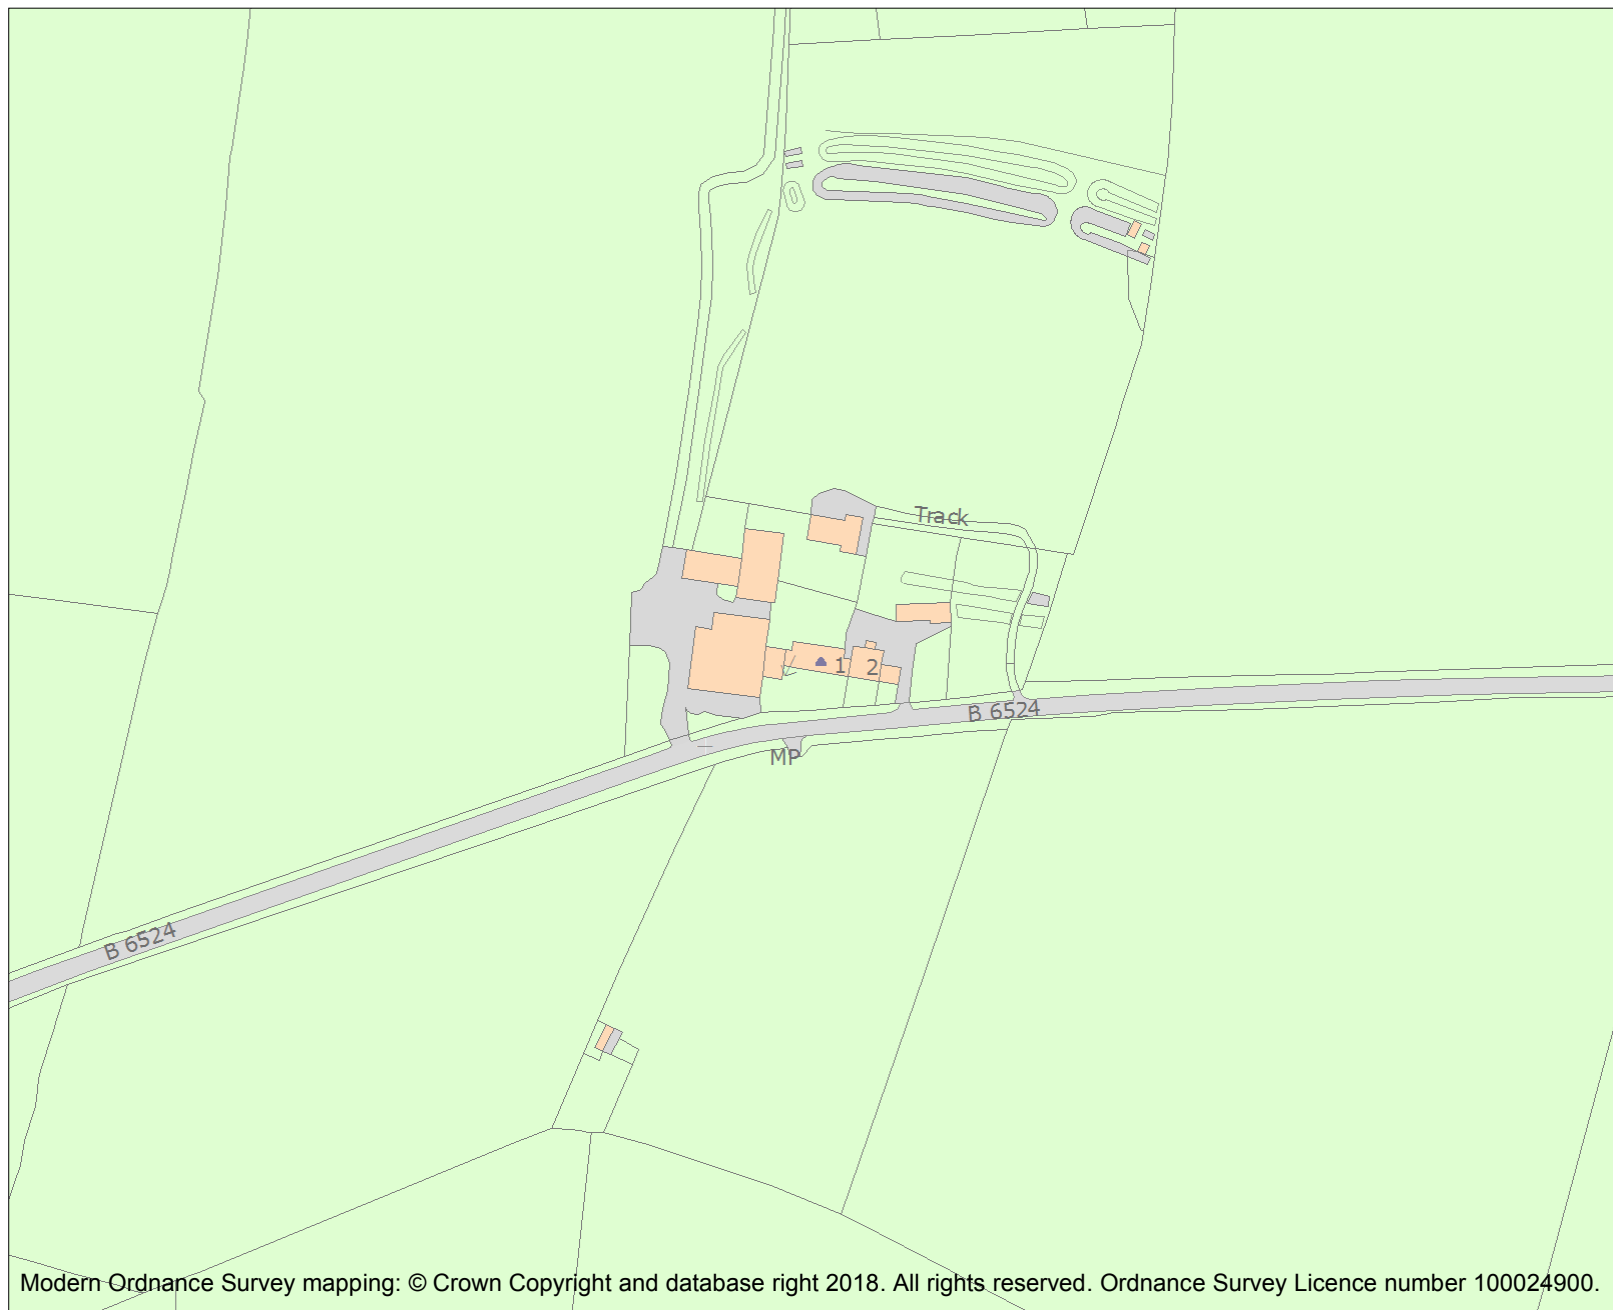 Track
1
2
B 6524
MP
B 6524
Modern Ordnance Survey mapping: © Crown Copyright and database right 2018. All rights reserved. Ordnance Survey Licence number 100024900.